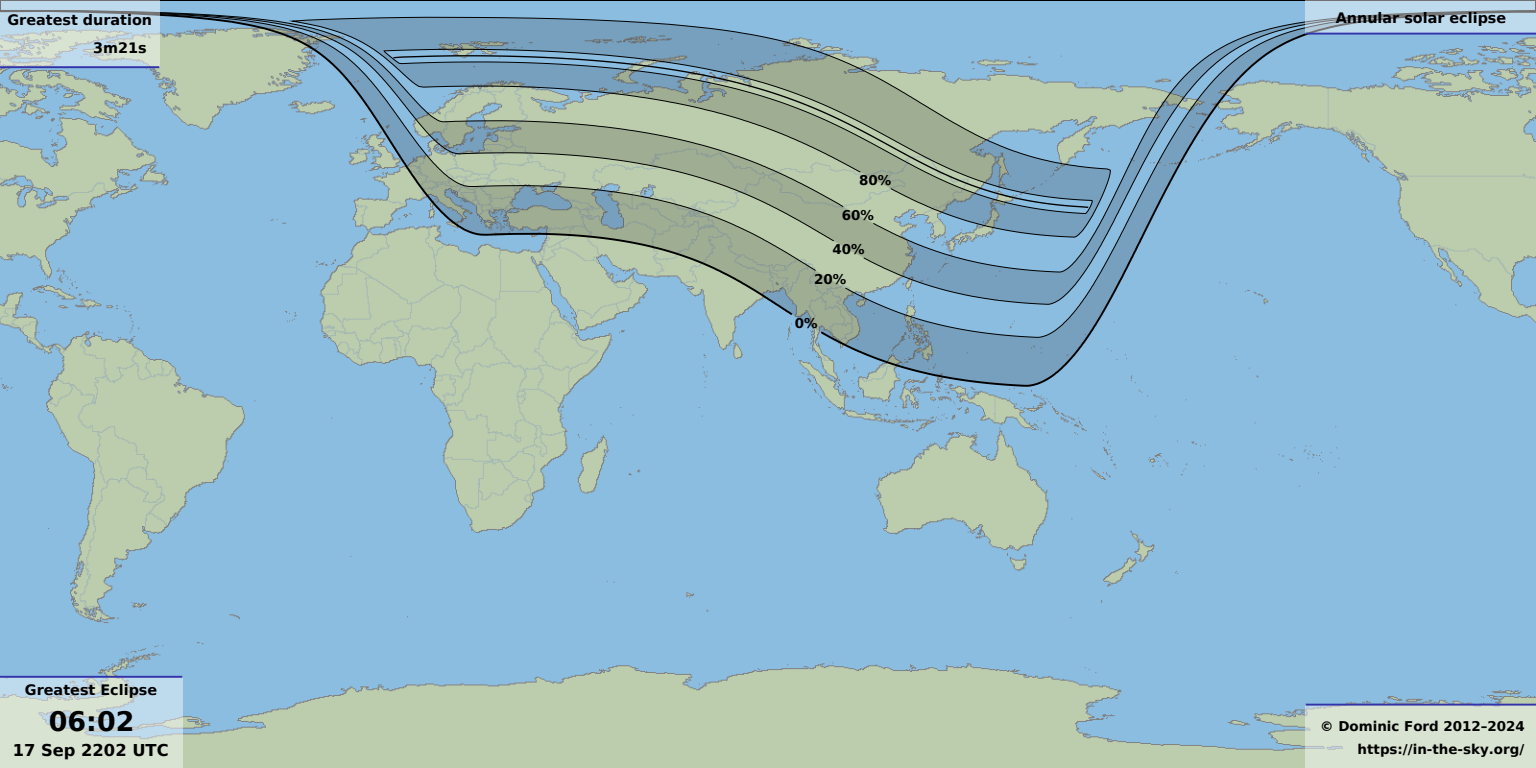 Greatest duration
3m21s
Annular solar eclipse
80%
60%
40%
20%
0%
Greatest Eclipse
06:02
17 Sep 2202 UTC
© Dominic Ford 2012–2024
https://in-the-sky.org/